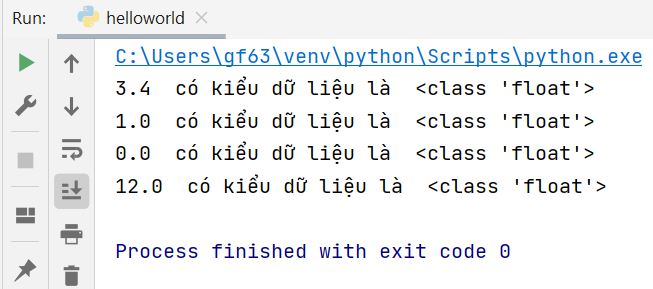 Run: helloworld
C:\Users\gf63\venv\python\Scripts\python.exe
3.4  có kiểu dữ liệu là  <class 'float'>
1.0  có kiểu dữ liệu là  <class 'float'>
0.0  có kiểu dữ liệu là  <class 'float'>
12.0  có kiểu dữ liệu là  <class 'float'>
Process finished with exit code 0